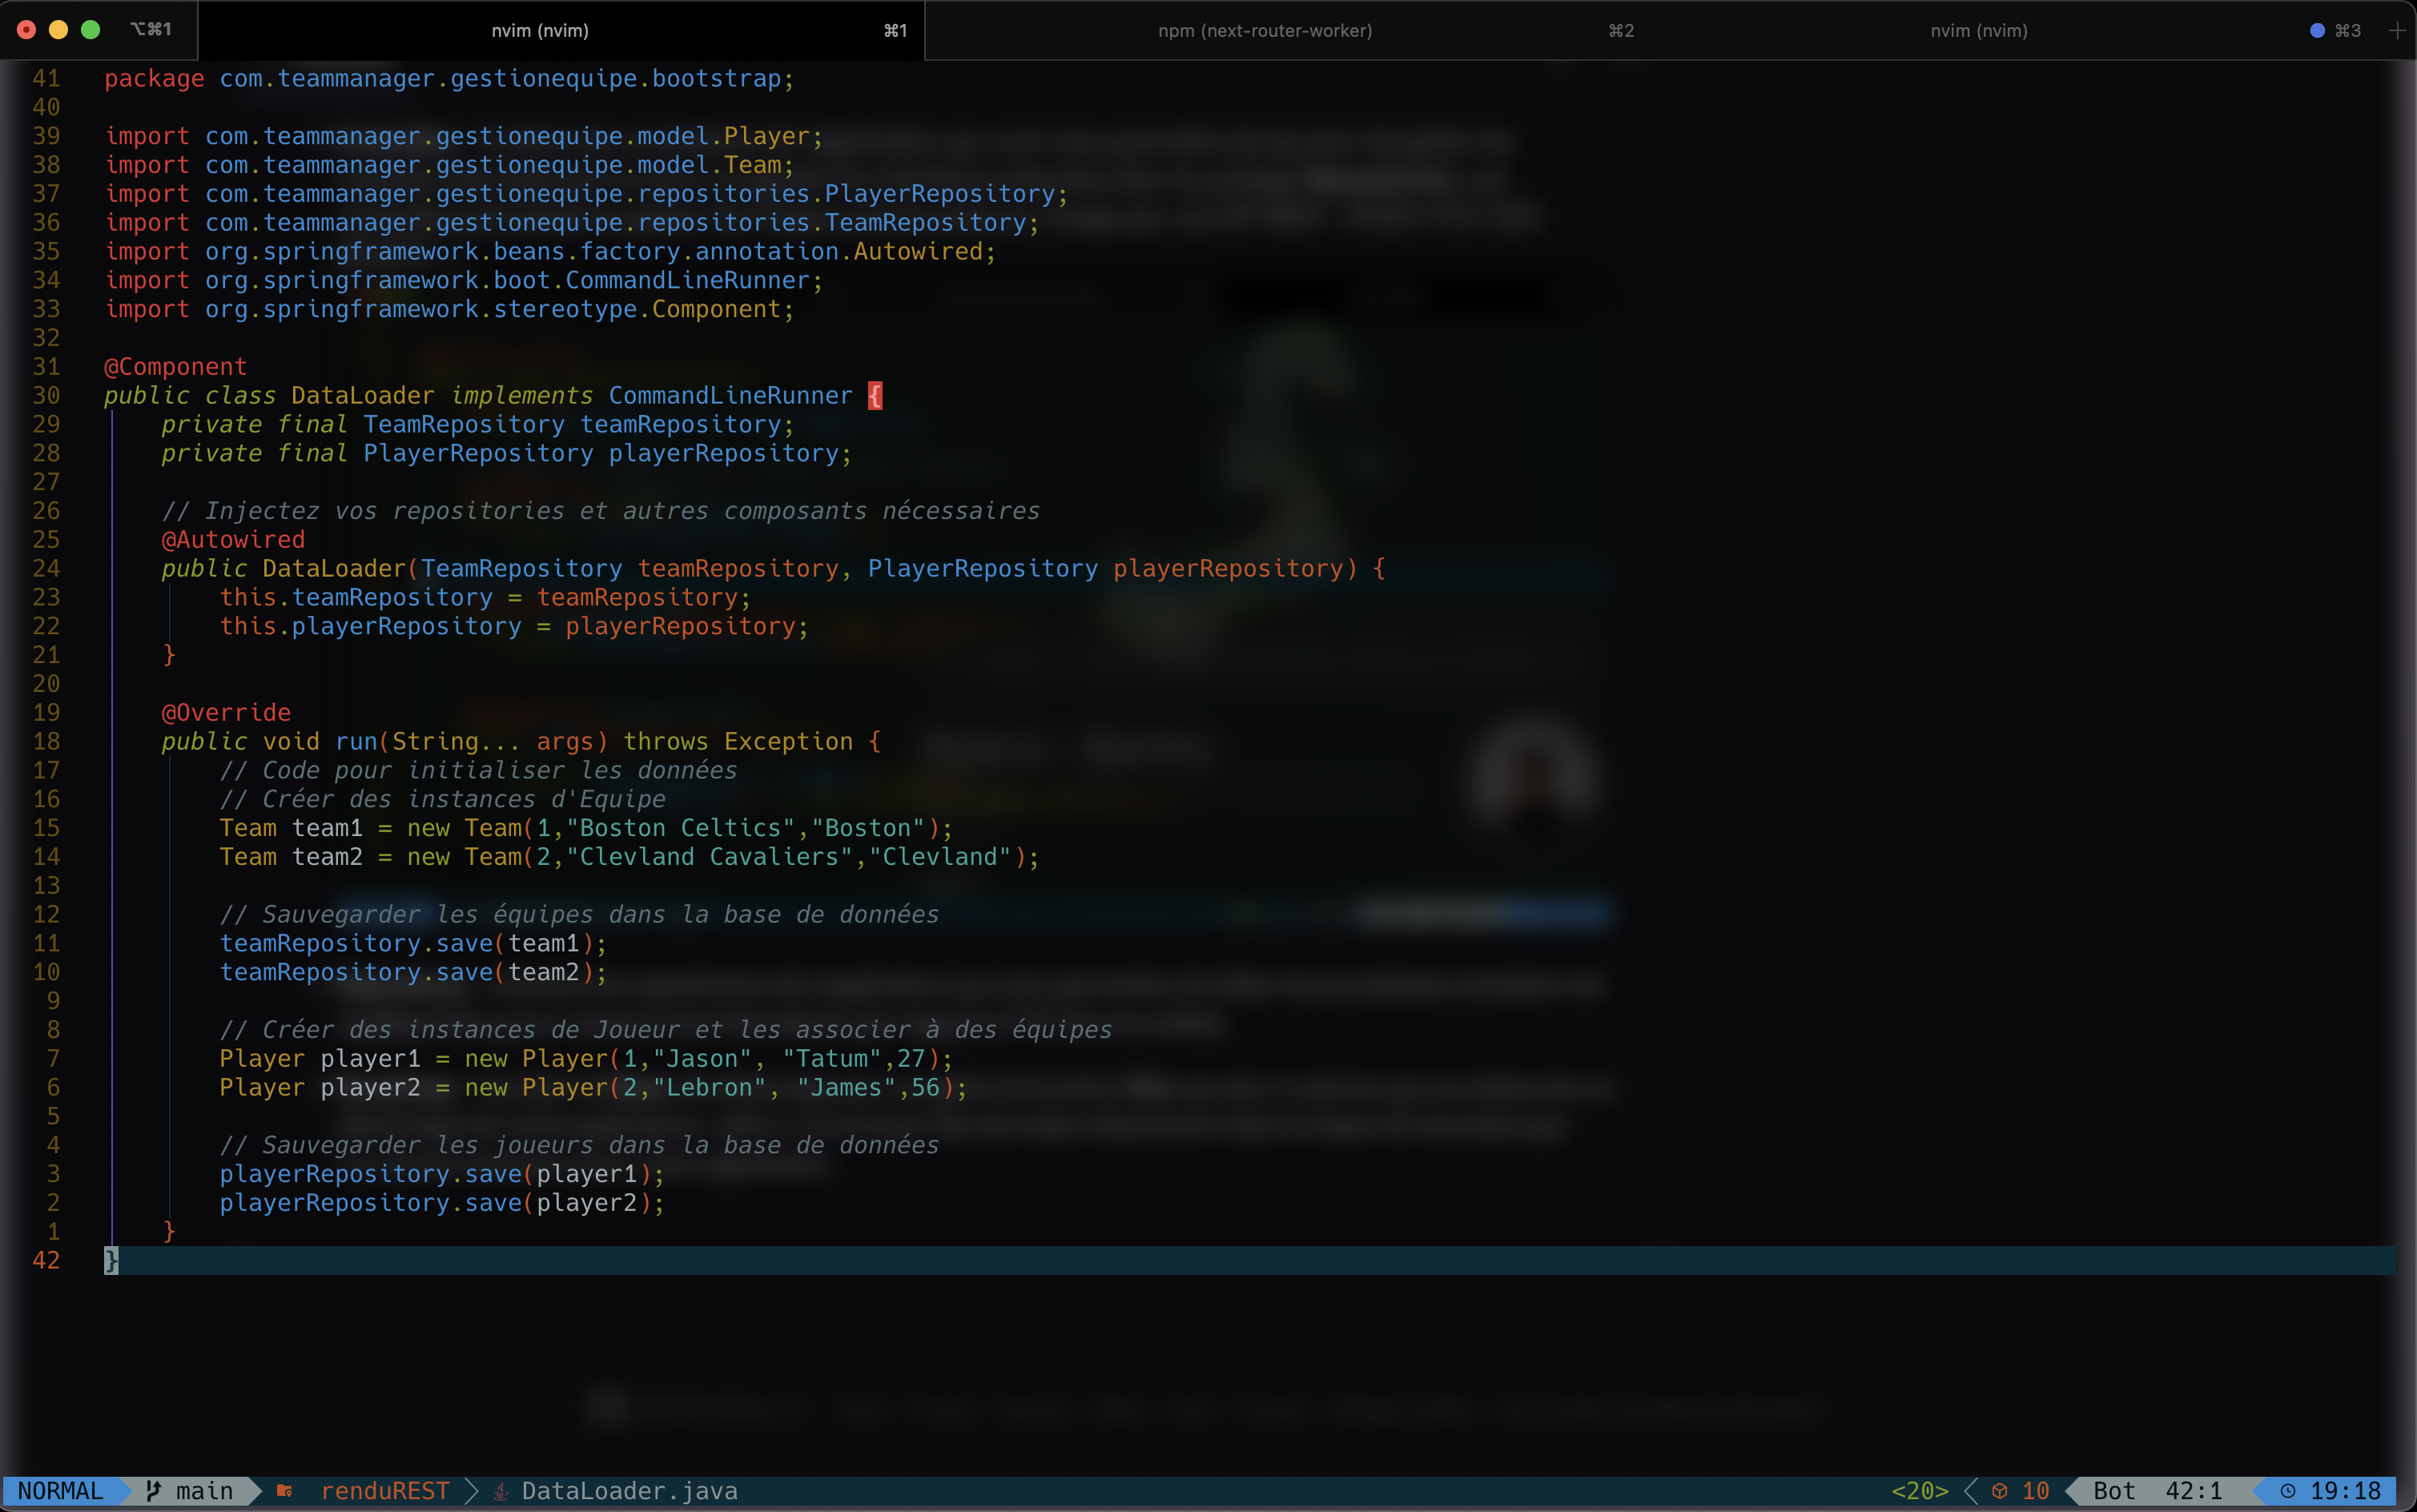 ⌥⌘1 nvim (nvim) ⌘1 npm (next-router-worker) ⌘2 nvim (nvim) ⌘3 +
41 package com.teammanager.gestionequipe.bootstrap;
40
39 import com.teammanager.gestionequipe.model.Player;
38 import com.teammanager.gestionequipe.model.Team;
37 import com.teammanager.gestionequipe.repositories.PlayerRepository;
36 import com.teammanager.gestionequipe.repositories.TeamRepository;
35 import org.springframework.beans.factory.annotation.Autowired;
34 import org.springframework.boot.CommandLineRunner;
33 import org.springframework.stereotype.Component;
32
31 @Component
30 public class DataLoader implements CommandLineRunner {
29     private final TeamRepository teamRepository;
28     private final PlayerRepository playerRepository;
27
26     // Injectez vos repositories et autres composants nécessaires
25     @Autowired
24     public DataLoader(TeamRepository teamRepository, PlayerRepository playerRepository) {
23         this.teamRepository = teamRepository;
22         this.playerRepository = playerRepository;
21     }
20
19     @Override
18     public void run(String... args) throws Exception {
17         // Code pour initialiser les données
16         // Créer des instances d'Equipe
15         Team team1 = new Team(1,"Boston Celtics","Boston");
14         Team team2 = new Team(2,"Clevland Cavaliers","Clevland");
13
12         // Sauvegarder les équipes dans la base de données
11         teamRepository.save(team1);
10         teamRepository.save(team2);
9
8         // Créer des instances de Joueur et les associer à des équipes
7         Player player1 = new Player(1,"Jason", "Tatum",27);
6         Player player2 = new Player(2,"Lebron", "James",56);
5
4         // Sauvegarder les joueurs dans la base de données
3         playerRepository.save(player1);
2         playerRepository.save(player2);
1     }
42 }
NORMAL main renduREST DataLoader.java <20> 10 Bot 42:1 19:18